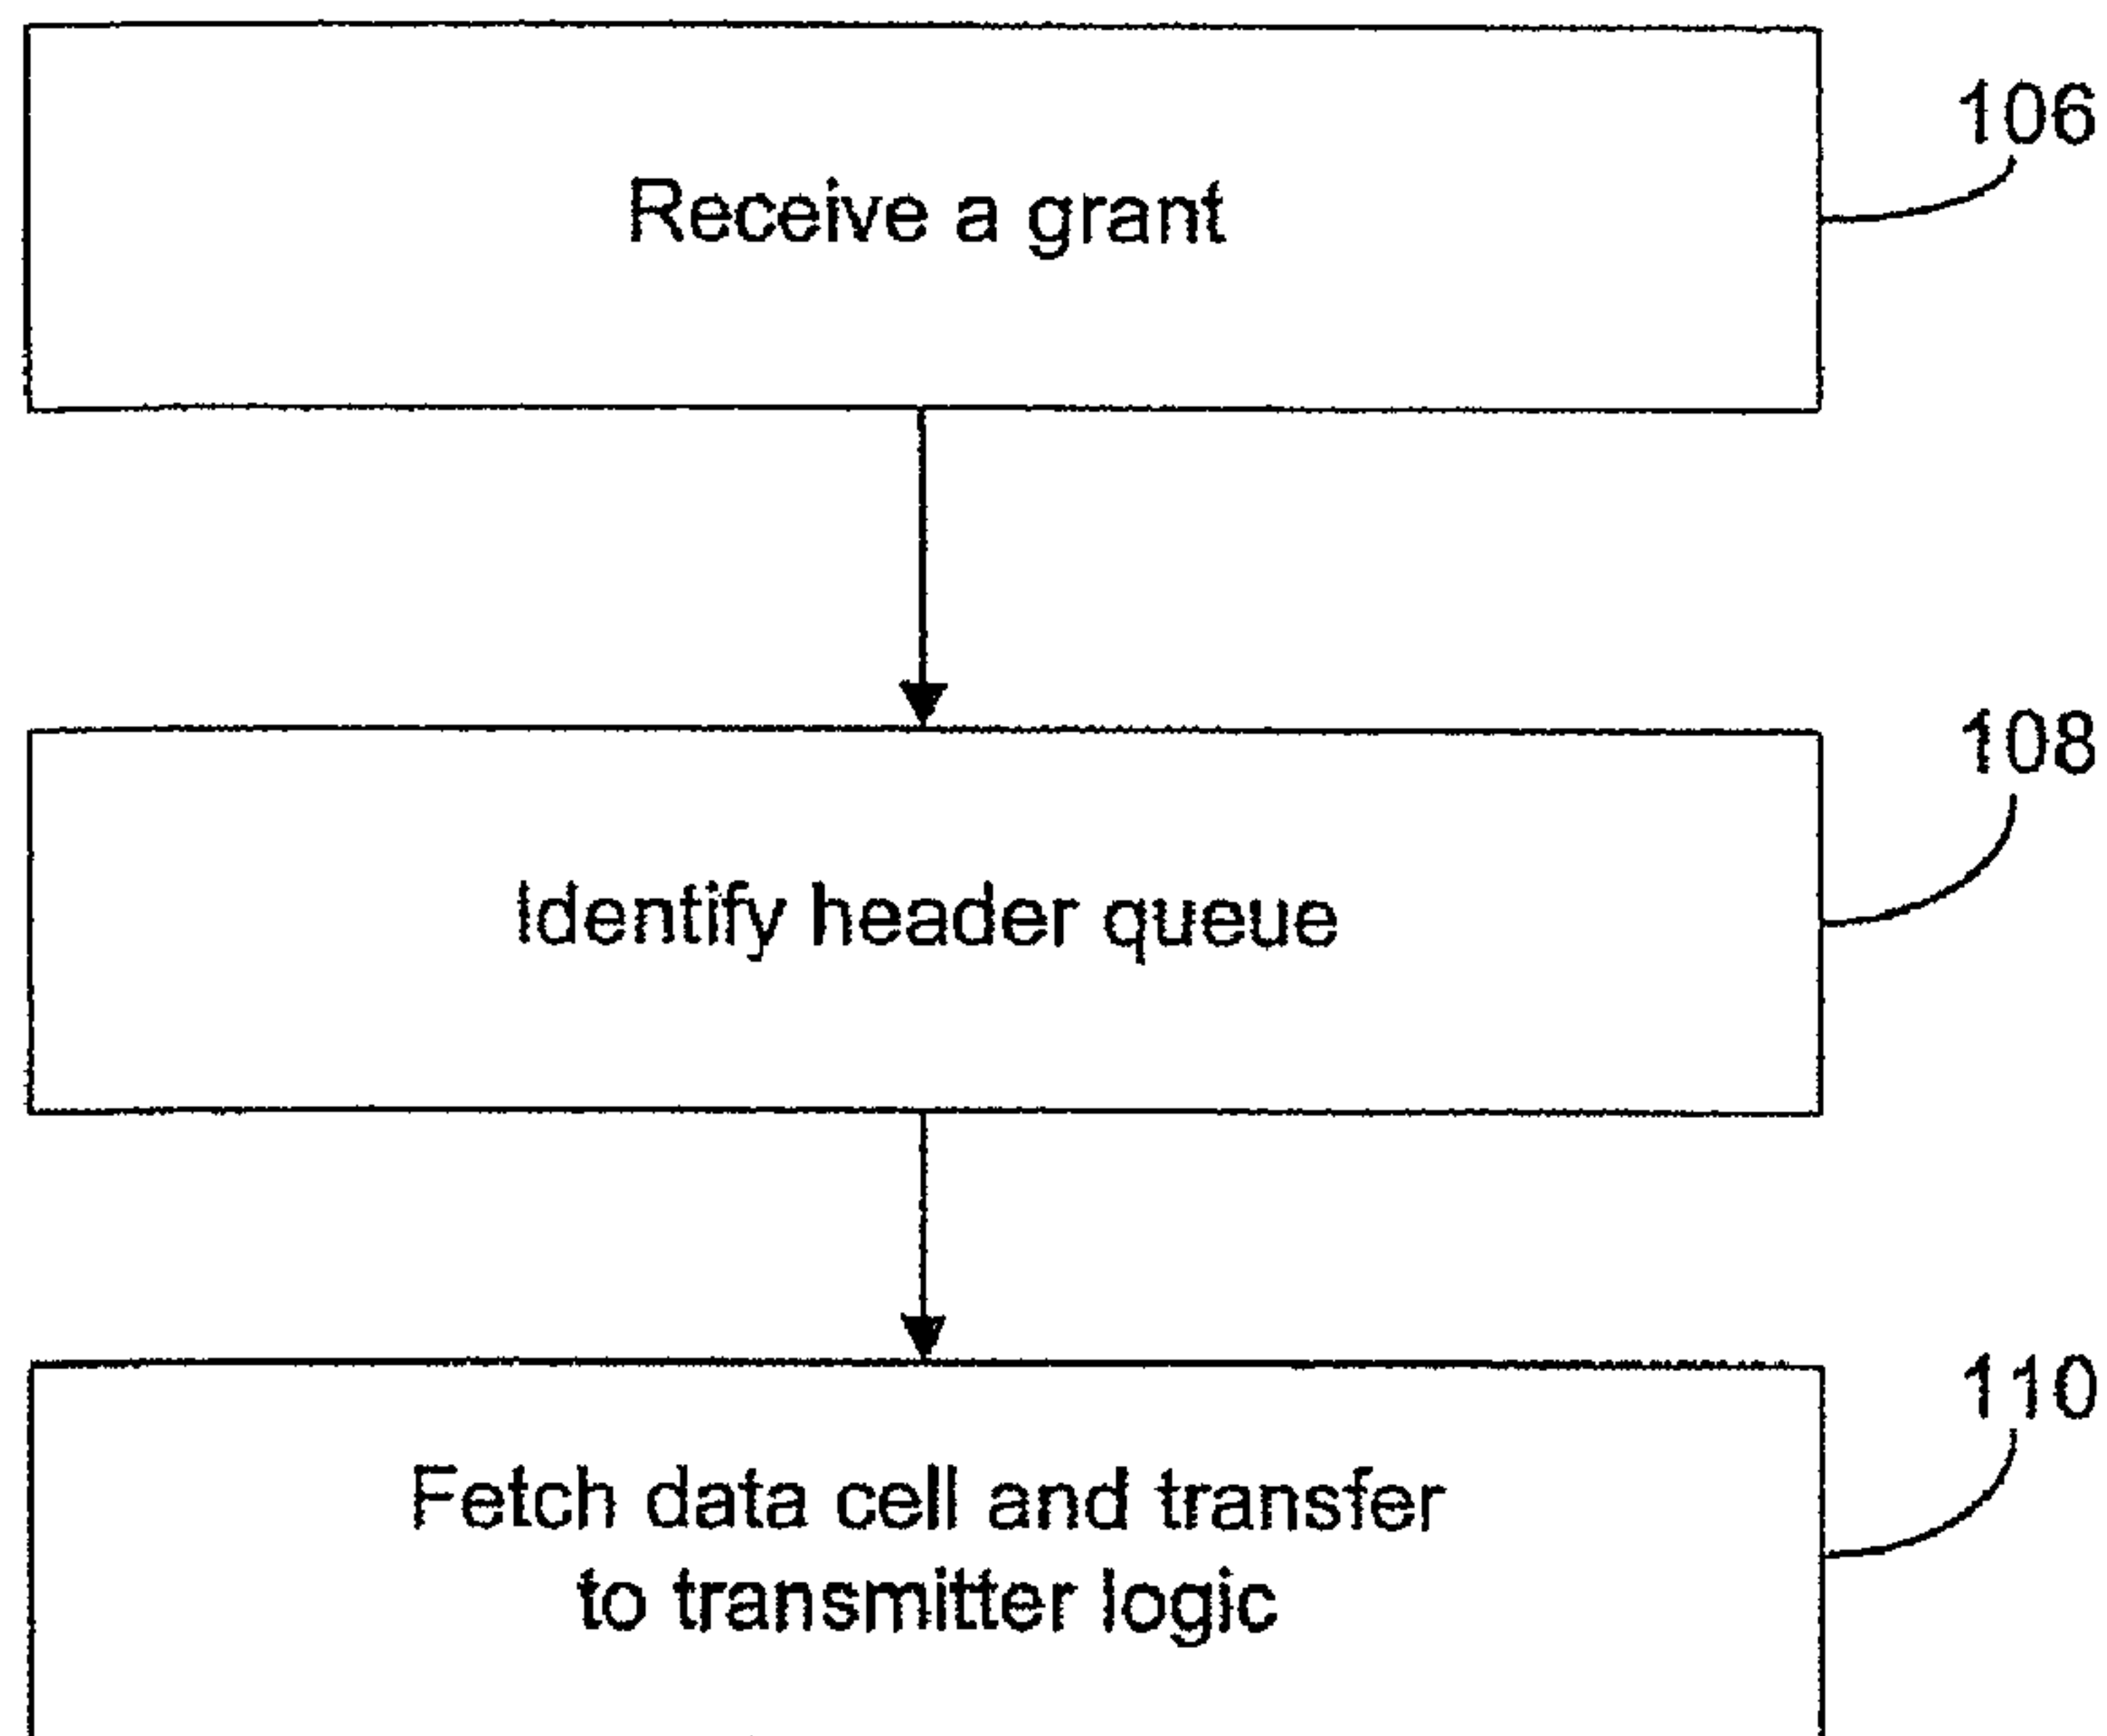 Receive a grant
106
Identify header queue
108
Fetch data cell and transfer
to transmitter logic
110